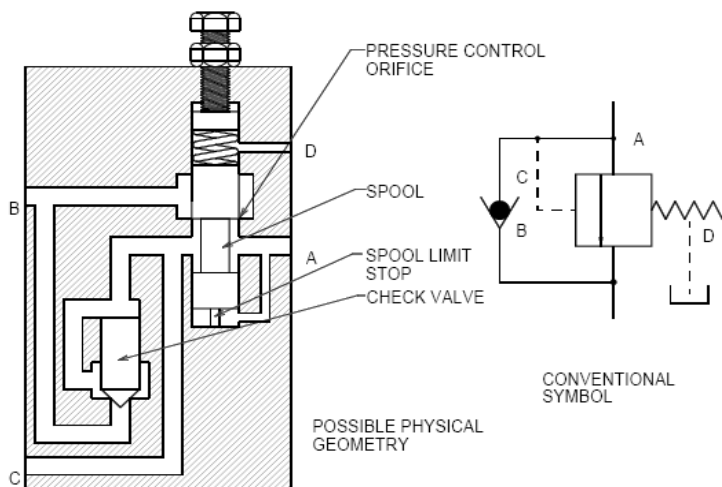 PRESSURE CONTROL
ORIFICE
D
SPOOL
B
A
SPOOL LIMIT
STOP
CHECK VALVE
POSSIBLE PHYSICAL
GEOMETRY
C
A
C
B
D
CONVENTIONAL
SYMBOL